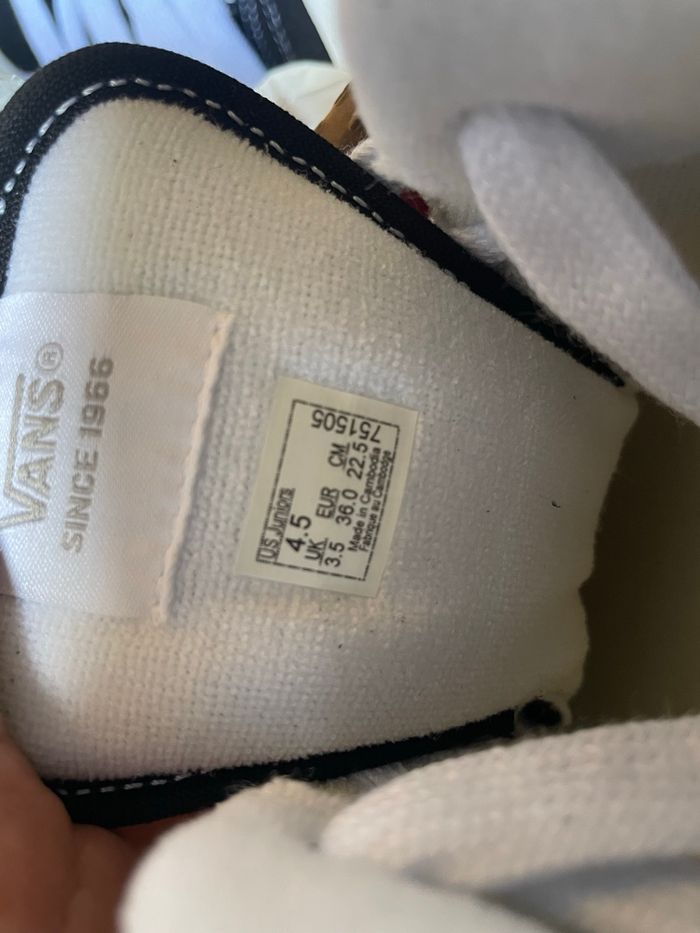 VANS®
SINCE 1966
US Juniors
4.5
UK EUR CM
3.5 36.0 22.5
Made in Cambodia
Fabriqué au Cambodge
751505